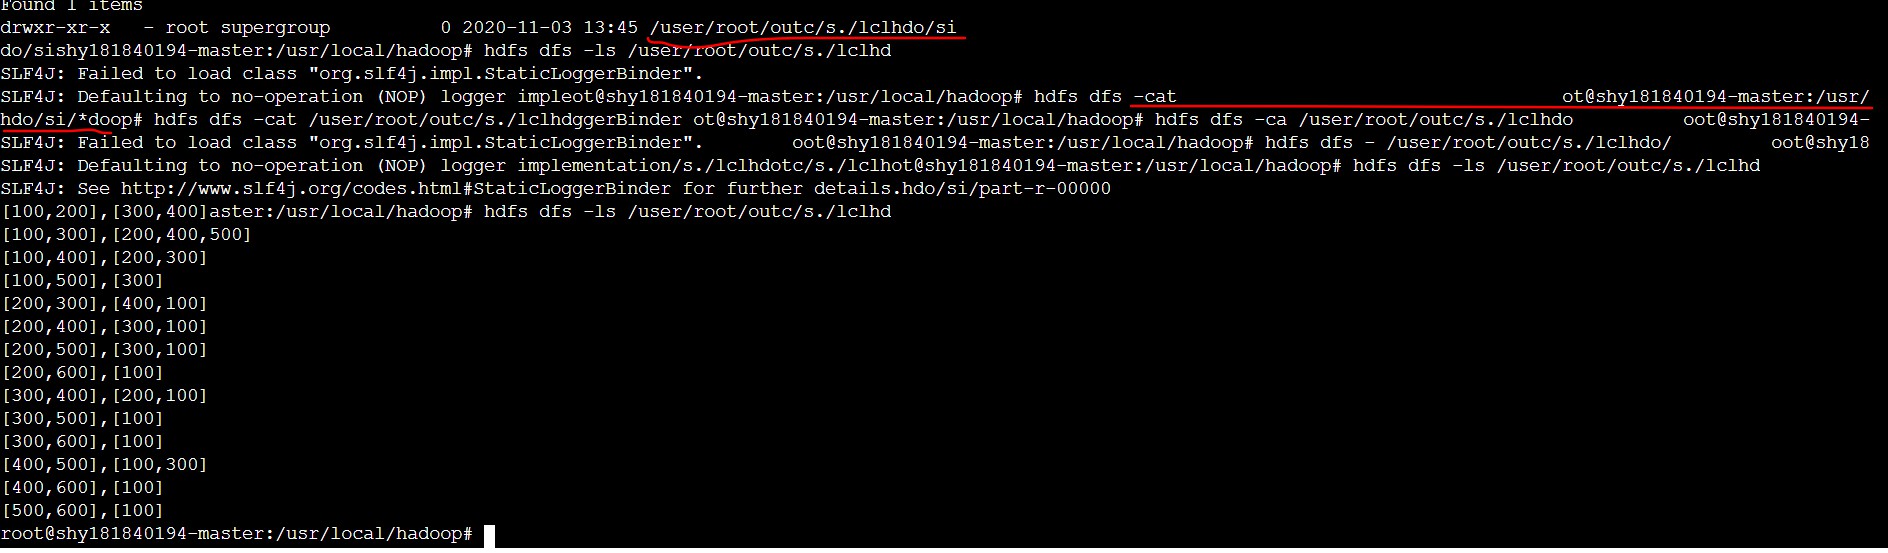 Found 1 items
drwxr-xr-x   - root supergroup          0 2020-11-03 13:45 /user/root/outc/s./lclhdo/si
do/sishy181840194-master:/usr/local/hadoop# hdfs dfs -ls /user/root/outc/s./lclhd
SLF4J: Failed to load class "org.slf4j.impl.StaticLoggerBinder".
SLF4J: Defaulting to no-operation (NOP) logger impleot@shy181840194-master:/usr/local/hadoop# hdfs dfs -cat                                ot@shy181840194-master:/usr/
hdo/si/*doop# hdfs dfs -cat /user/root/outc/s./lclhdggerBinder ot@shy181840194-master:/usr/local/hadoop# hdfs dfs -ca /user/root/outc/s./lclhdo         oot@shy181840194-
SLF4J: Failed to load class "org.slf4j.impl.StaticLoggerBinder".       oot@shy181840194-master:/usr/local/hadoop# hdfs dfs - /user/root/outc/s./lclhdo/        oot@shy18
SLF4J: Defaulting to no-operation (NOP) logger implementation/s./lclhdotc/s./lclhot@shy181840194-master:/usr/local/hadoop# hdfs dfs -ls /user/root/outc/s./lclhd
SLF4J: See http://www.slf4j.org/codes.html#StaticLoggerBinder for further details.hdo/si/part-r-00000
[100,200],[300,400]aster:/usr/local/hadoop# hdfs dfs -ls /user/root/outc/s./lclhd
[100,300],[200,400,500]
[100,400],[200,300]
[100,500],[300]
[200,300],[400,100]
[200,400],[300,100]
[200,500],[300,100]
[200,600],[100]
[300,400],[200,100]
[300,500],[100]
[300,600],[100]
[400,500],[100,300]
[400,600],[100]
[500,600],[100]
root@shy181840194-master:/usr/local/hadoop#